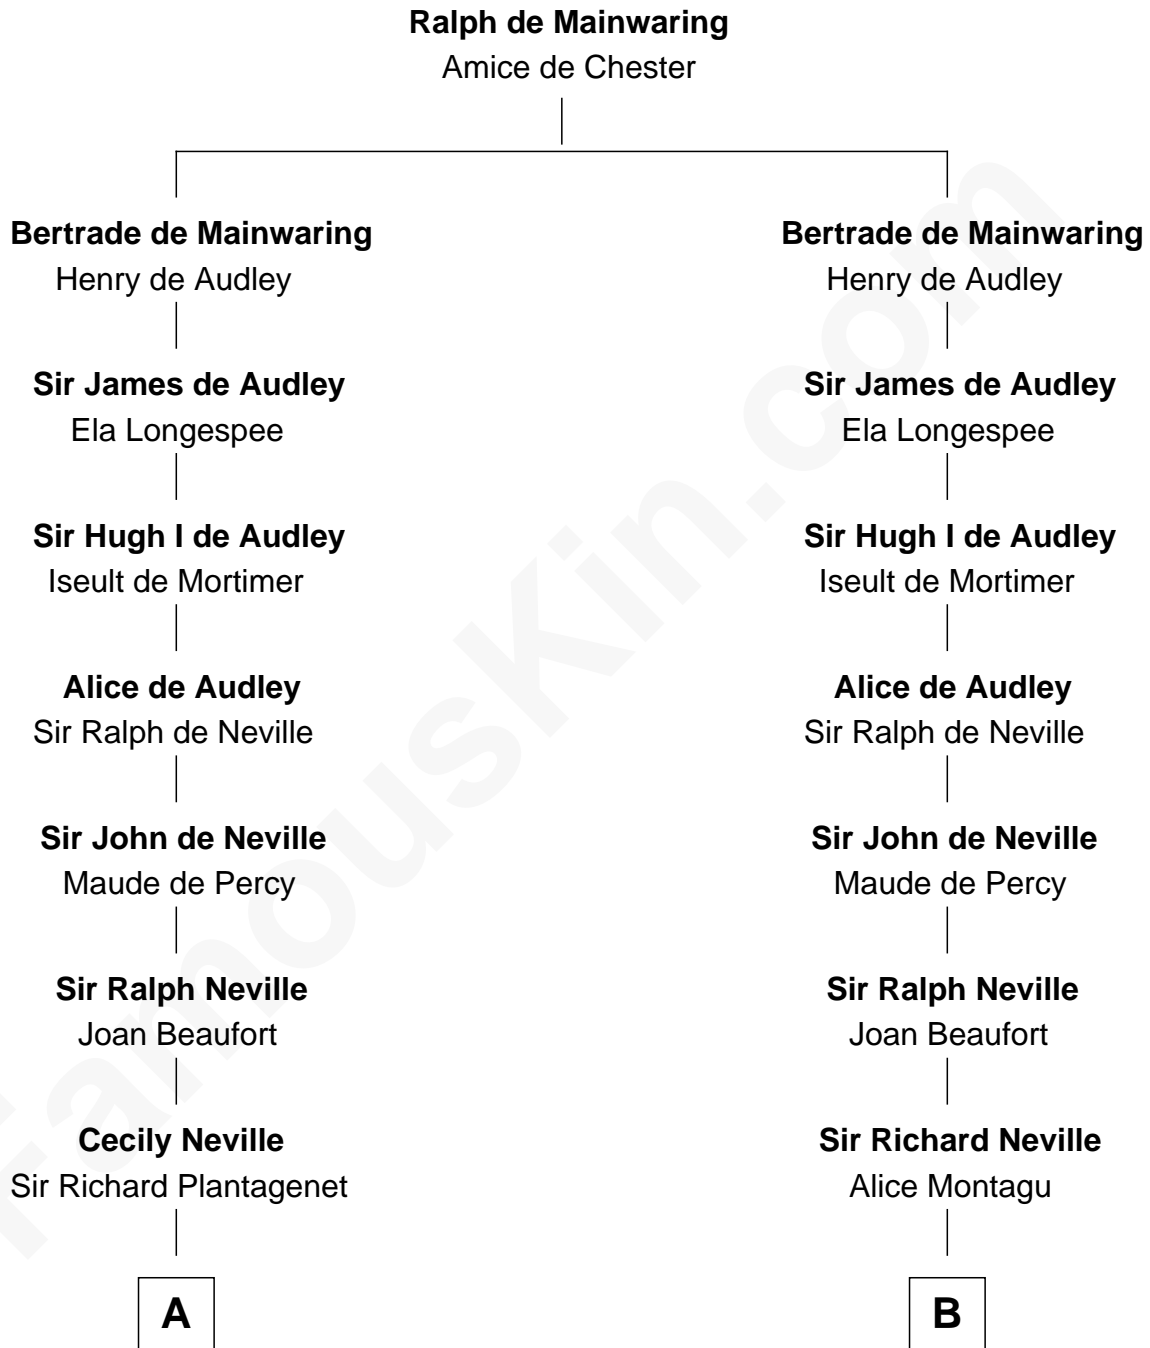 Ralph de Mainwaring
Amice de Chester
Bertrade de Mainwaring
Henry de Audley
Bertrade de Mainwaring
Henry de Audley
Sir James de Audley
Ela Longespee
Sir James de Audley
Ela Longespee
Sir Hugh I de Audley
Iseult de Mortimer
Sir Hugh I de Audley
Iseult de Mortimer
Alice de Audley
Sir Ralph de Neville
Alice de Audley
Sir Ralph de Neville
Sir John de Neville
Maude de Percy
Sir John de Neville
Maude de Percy
Sir Ralph Neville
Joan Beaufort
Sir Ralph Neville
Joan Beaufort
Cecily Neville
Sir Richard Plantagenet
Sir Richard Neville
Alice Montagu
A
B
FamousKin.com